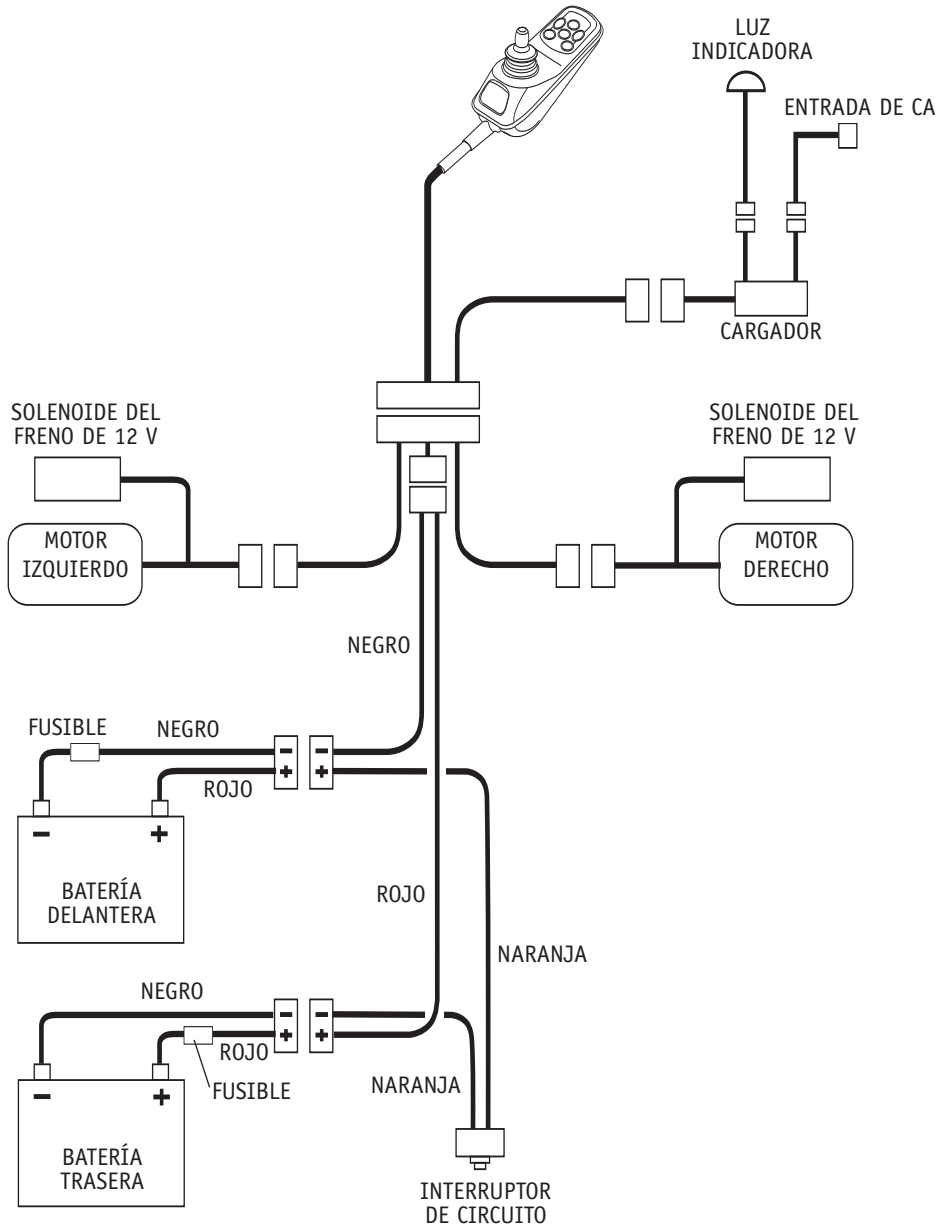 LUZ
INDICADORA
ENTRADA DE CA
CARGADOR
SOLENOIDE DEL
FRENO DE 12 V
SOLENOIDE DEL
FRENO DE 12 V
MOTOR
IZQUIERDO
MOTOR
DERECHO
NEGRO
FUSIBLE
NEGRO
ROJO
- +
- +
- +
BATERÍA
DELANTERA
ROJO
NARANJA
NEGRO
ROJO
FUSIBLE
- +
- +
- +
NARANJA
BATERÍA
TRASERA
INTERRUPTOR
DE CIRCUITO